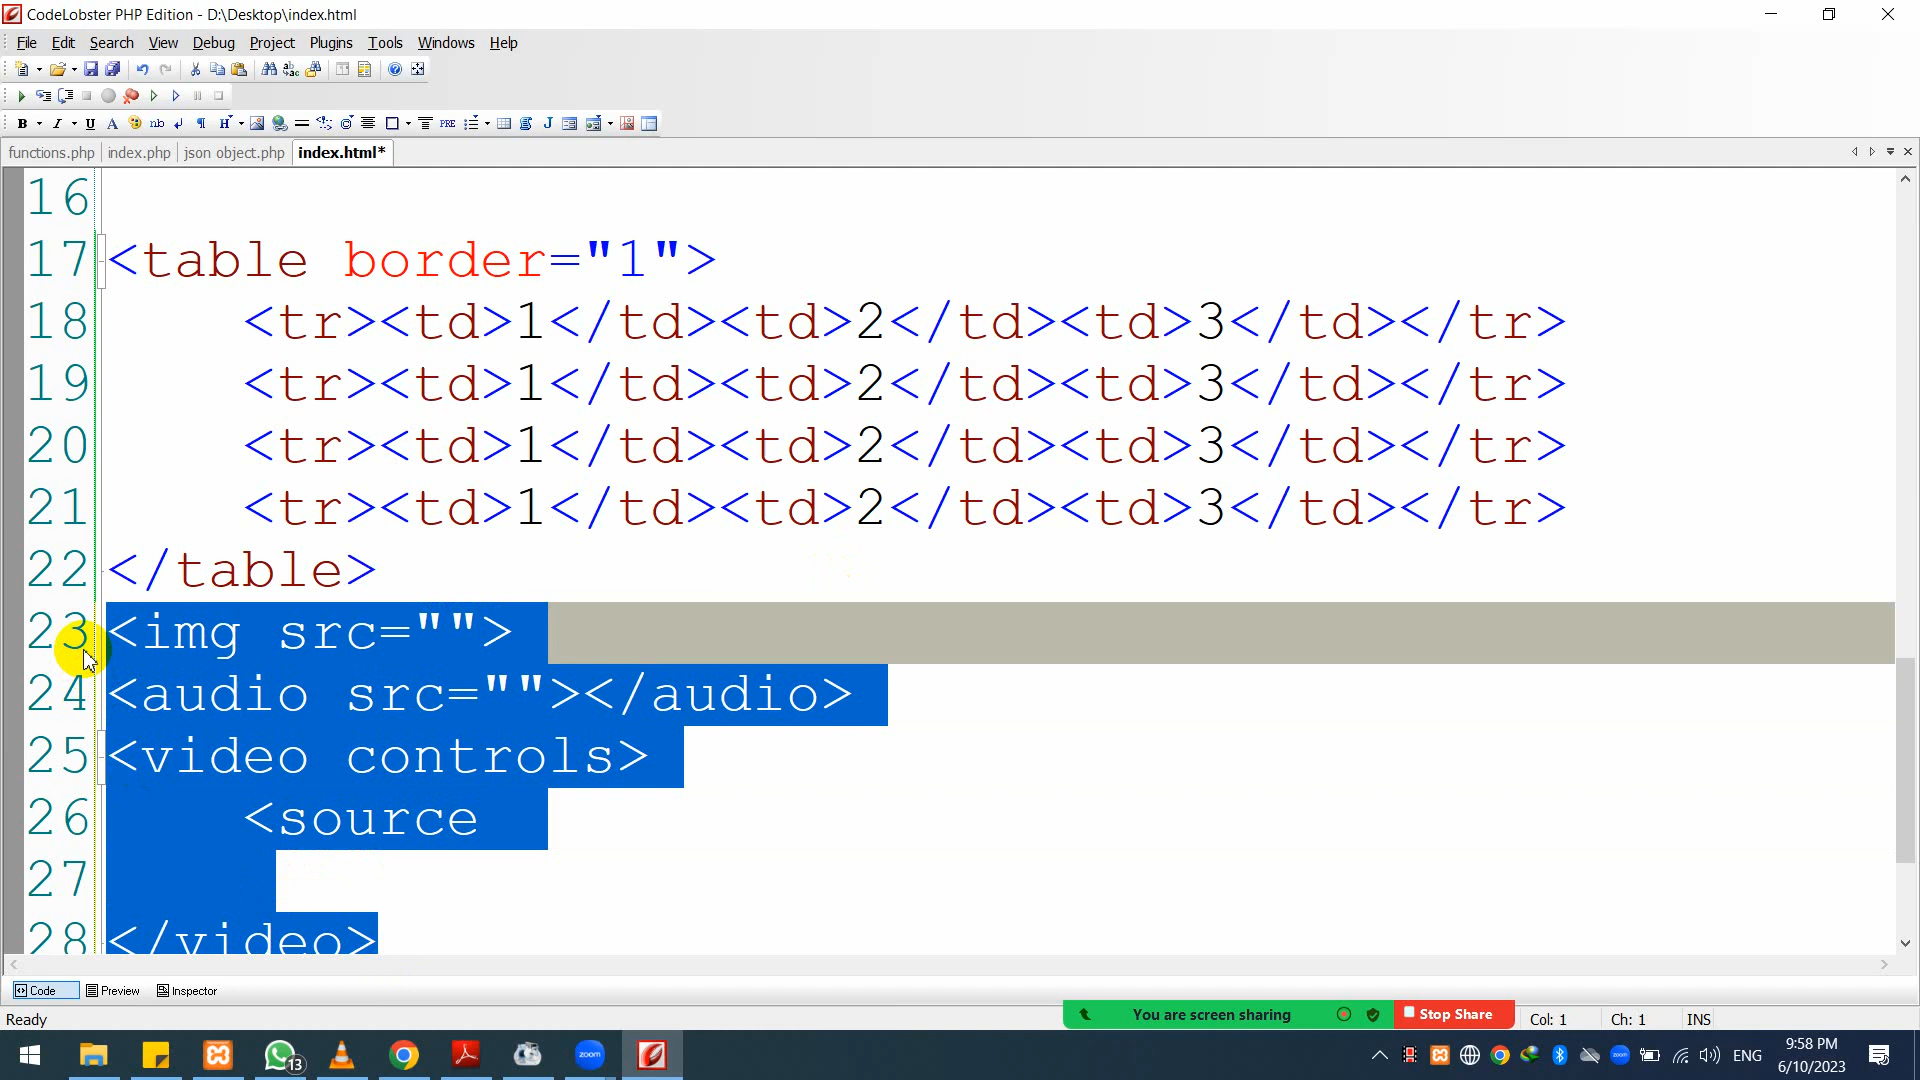 CodeLobster PHP Edition - D:\Desktop\index.html
File Edit Search View Debug Project Plugins Tools Windows Help
B I U A nb H PRE J
functions.php index.php json object.php index.html*
16
17 <table border="1">
18 <tr><td>1</td><td>2</td><td>3</td></tr>
19 <tr><td>1</td><td>2</td><td>3</td></tr>
20 <tr><td>1</td><td>2</td><td>3</td></tr>
21 <tr><td>1</td><td>2</td><td>3</td></tr>
22 </table>
23 <img src="">
24 <audio src=""></audio>
25 <video controls>
26 <source
27
28 </video>
Code Preview Inspector
Ready You are screen sharing Stop Share Col: 1 Ch: 1 INS
13 zoom ENG 9:58 PM
6/10/2023